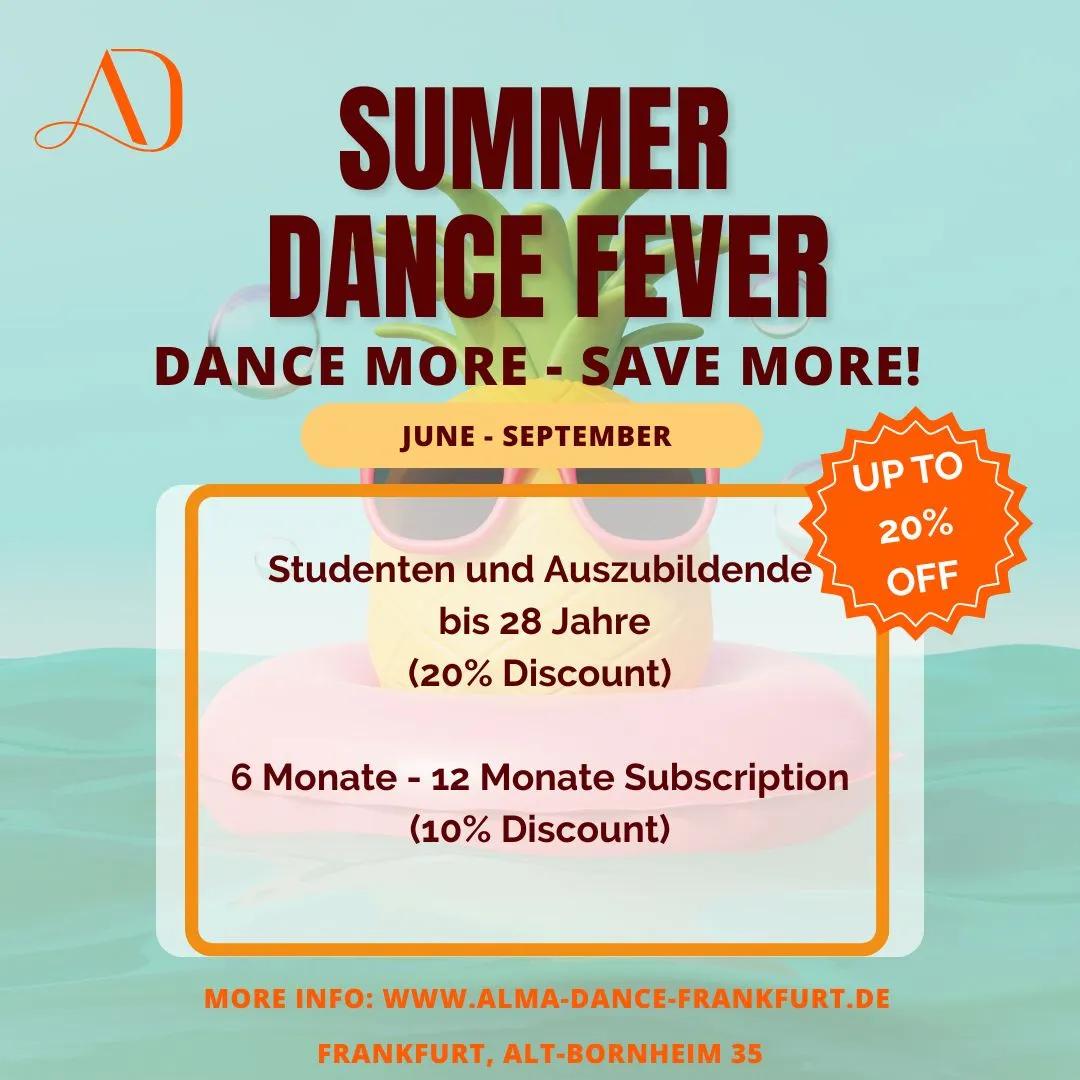 AD
SUMMER
DANCE FEVER
DANCE MORE - SAVE MORE!
JUNE - SEPTEMBER
UP TO
20%
OFF
Studenten und Auszubildende
bis 28 Jahre
(20% Discount)
6 Monate - 12 Monate Subscription
(10% Discount)
MORE INFO: WWW.ALMA-DANCE-FRANKFURT.DE
FRANKFURT, ALT-BORNHEIM 35